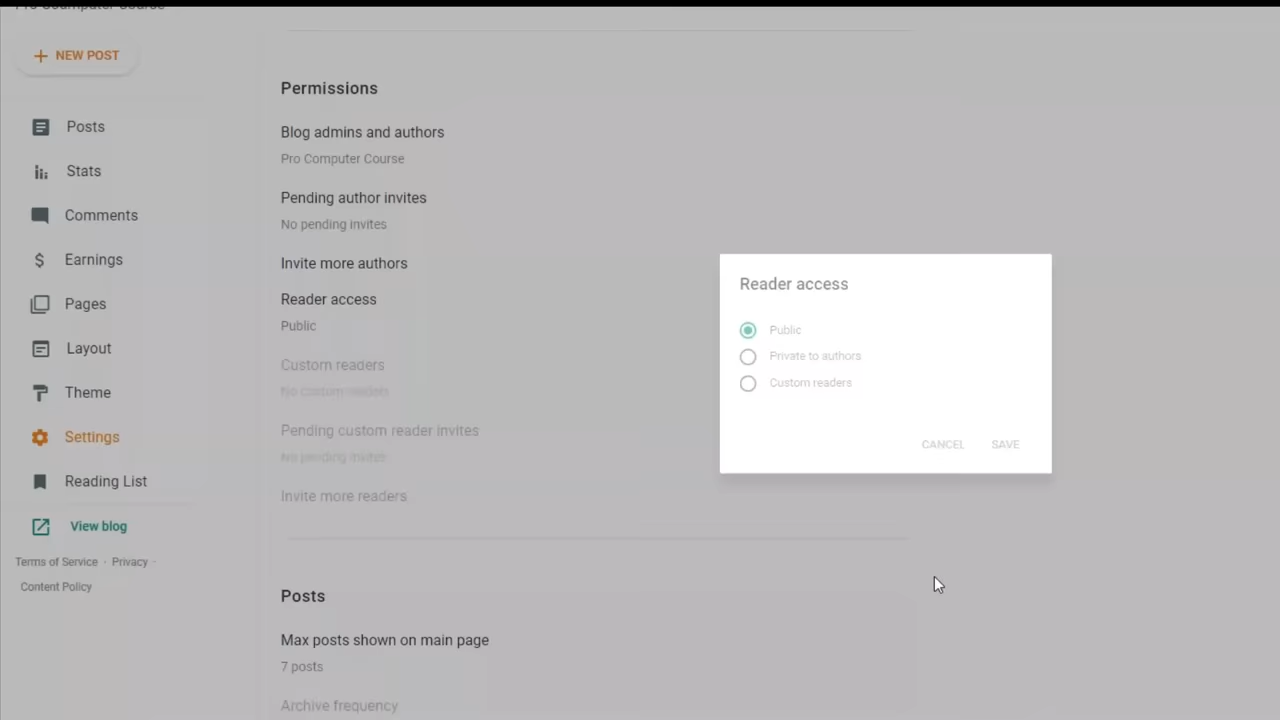 NEW POST
Posts
Stats
Comments
Earnings
Pages
Layout
Theme
Settings
Reading List
View blog
Terms of Service · Privacy ·
Content Policy
Permissions
Blog admins and authors
Pro Computer Course
Pending author invites
No pending invites
Invite more authors
Reader access
Public
Custom readers
No custom readers
Pending custom reader invites
No pending invites
Invite more readers
Posts
Max posts shown on main page
7 posts
Archive frequency
Reader access
Public
Private to authors
Custom readers
CANCEL SAVE